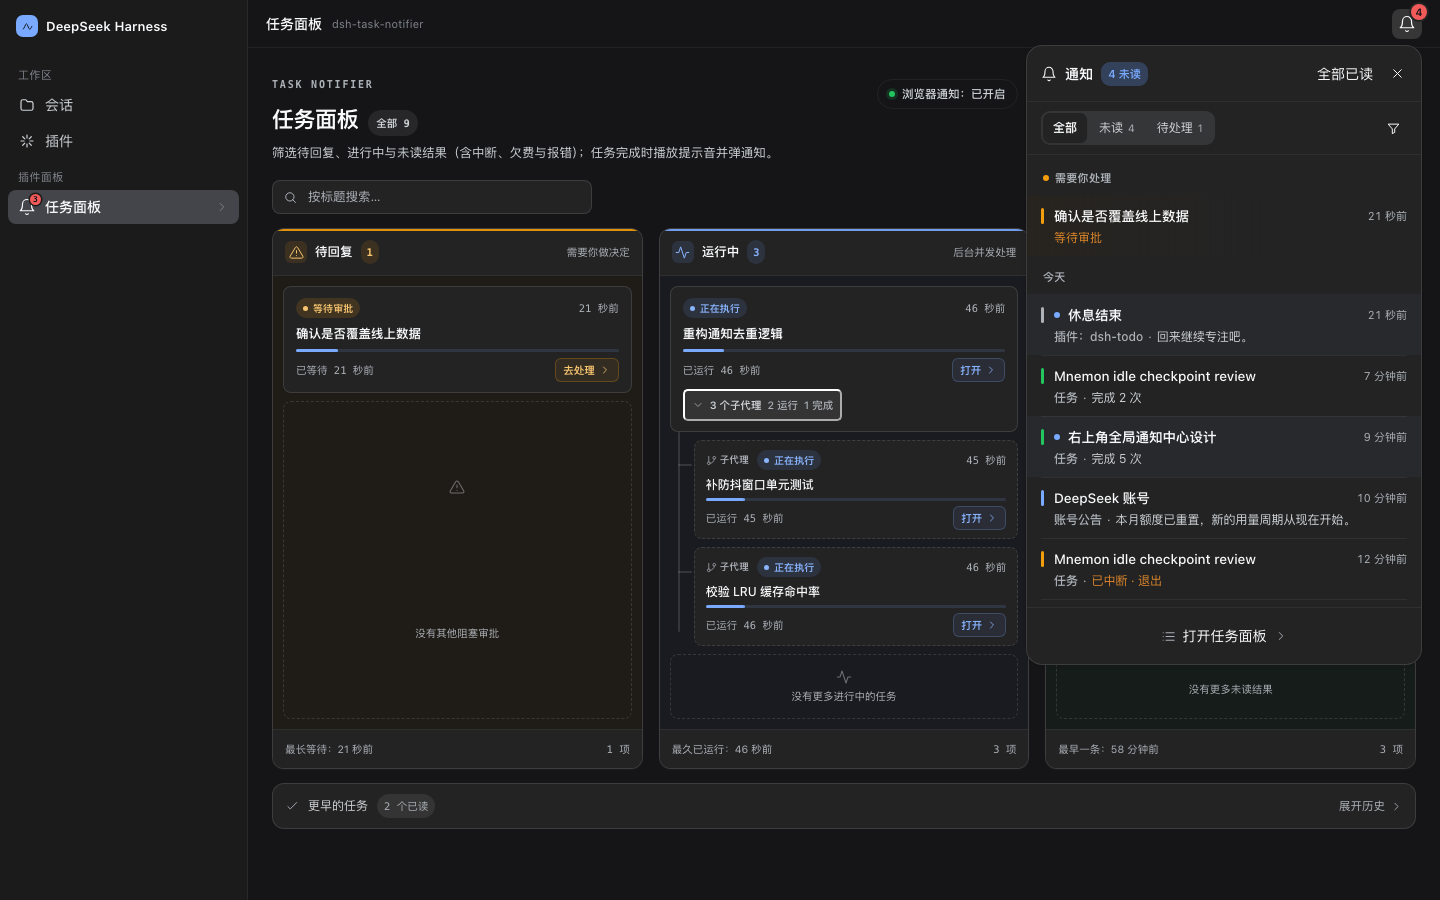 DeepSeek Harness
工作区
会话
插件
插件面板
3
任务面板
任务面板 dsh-task-notifier
4
TASK NOTIFIER
任务面板 全部 9
浏览器通知：已开启
筛选待回复、进行中与未读结果（含中断、欠费与报错）；任务完成时播放提示音并弹通知。
按标题搜索...
待回复 1 需要你做决定
等待审批 21 秒前
确认是否覆盖线上数据
已等待 21 秒前 去处理
没有其他阻塞审批
最长等待：21 秒前 1 项
运行中 3 后台并发处理
正在执行 46 秒前
重构通知去重逻辑
已运行 46 秒前 打开
3 个子代理 2 运行 1 完成
子代理 正在执行 45 秒前
补防抖窗口单元测试
已运行 45 秒前 打开
子代理 正在执行 46 秒前
校验 LRU 缓存命中率
已运行 46 秒前 打开
没有更多进行中的任务
最久已运行：46 秒前 3 项
没有更多未读结果
最早一条：58 分钟前 3 项
更早的任务 2 个已读 展开历史
通知 4 未读 全部已读
全部 未读 4 待处理 1
需要你处理
确认是否覆盖线上数据 21 秒前
等待审批
今天
休息结束 21 秒前
插件：dsh-todo · 回来继续专注吧。
Mnemon idle checkpoint review 7 分钟前
任务 · 完成 2 次
右上角全局通知中心设计 9 分钟前
任务 · 完成 5 次
DeepSeek 账号 10 分钟前
账号公告 · 本月额度已重置，新的用量周期从现在开始。
Mnemon idle checkpoint review 12 分钟前
任务 · 已中断 · 退出
打开任务面板